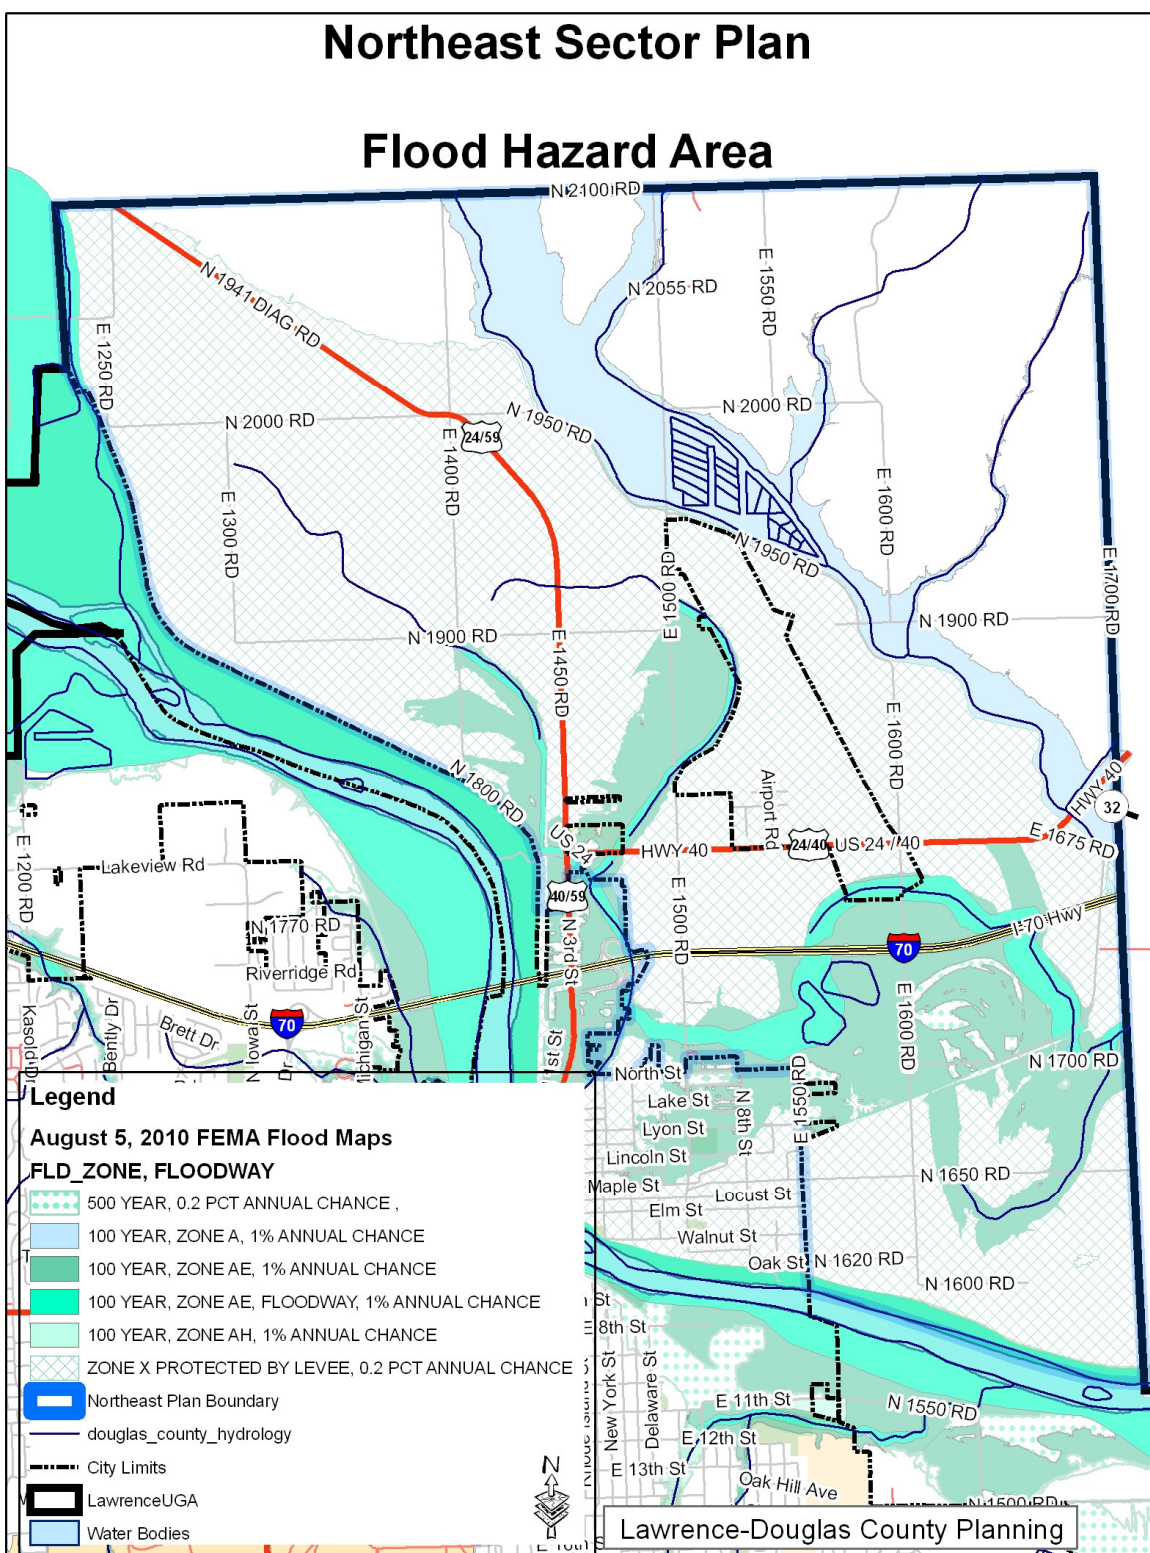 Northeast Sector Plan
Flood Hazard Area
N 2100 RD
N 1941 DIAG RD
N 2055 RD
E 1550 RD
E 1250 RD
N 2000 RD
24/59
N 1950 RD
N 2000 RD
E 1400 RD
E 1300 RD
E 1600 RD
N 1950 RD
E 1500 RD
E 1700 RD
N 1900 RD
N 1900 RD
E 1450 RD
E 1600 RD
N 1800 RD
Airport Rd
HWY 40
32
US 24
HWY 40
24/40
US 24 / 40
E 1675 RD
E 1200 RD
Lakeview Rd
40/59
N 1770 RD
N 3rd St
E 1500 RD
I-70 Hwy
70
Riverridge Rd
70
Kasold Dr
Brett Dr
Iowa St
E 1600 RD
N 1700 RD
North St
E 1550 RD
Lake St
N 8th St
Lyon St
Lincoln St
Maple St
Locust St
N 1650 RD
Elm St
Walnut St
Oak St
N 1620 RD
N 1600 RD
E 8th St
New York St
Delaware St
E 11th St
N 1550 RD
E 12th St
E 13th St
Oak Hill Ave
N 1500 RD
Legend
August 5, 2010 FEMA Flood Maps
FLD_ZONE, FLOODWAY
500 YEAR, 0.2 PCT ANNUAL CHANCE ,
100 YEAR, ZONE A, 1% ANNUAL CHANCE
100 YEAR, ZONE AE, 1% ANNUAL CHANCE
100 YEAR, ZONE AE, FLOODWAY, 1% ANNUAL CHANCE
100 YEAR, ZONE AH, 1% ANNUAL CHANCE
ZONE X PROTECTED BY LEVEE, 0.2 PCT ANNUAL CHANCE
Northeast Plan Boundary
douglas_county_hydrology
City Limits
LawrenceUGA
Water Bodies
N
Lawrence-Douglas County Planning